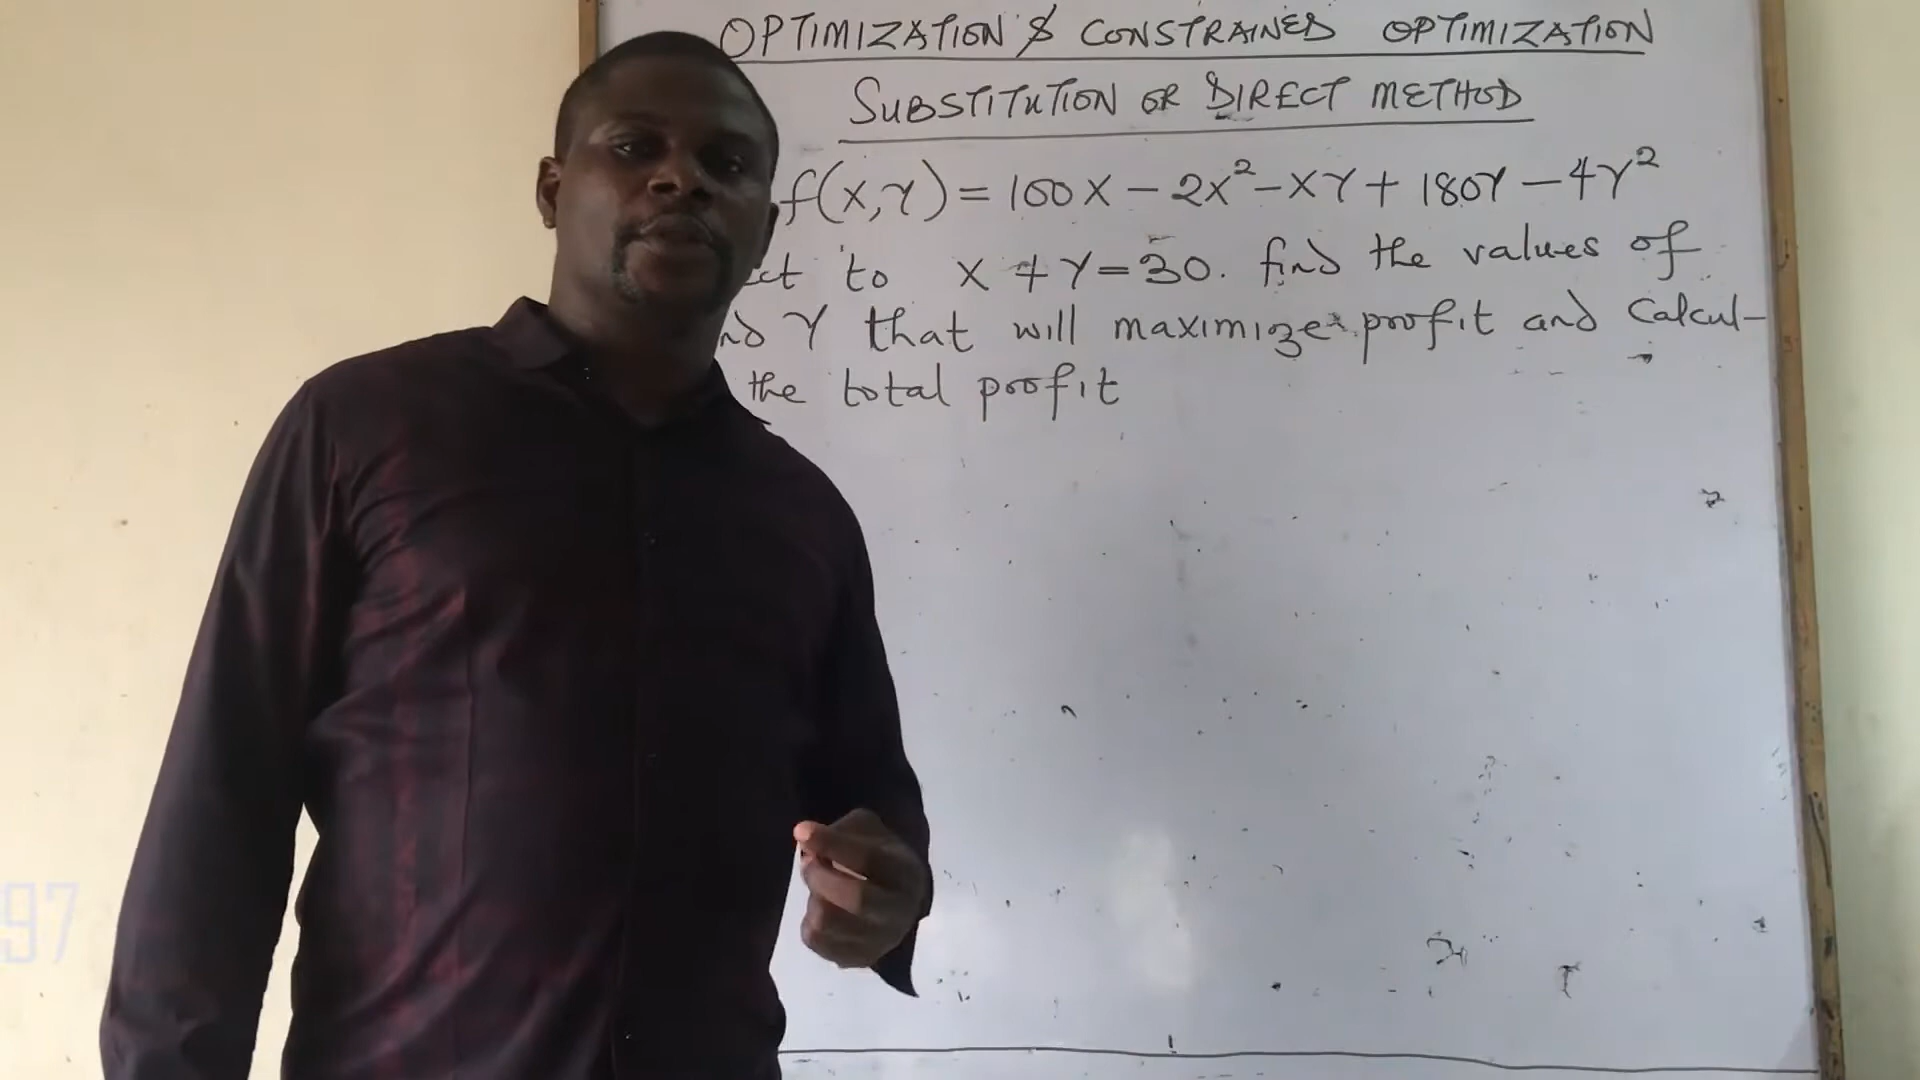 OPTIMIZATION & CONSTRAINED OPTIMIZATION
SUBSTITUTION OR DIRECT METHOD
f(X,Y) = 100X - 2X² - XY + 180Y - 4Y²
to X + Y = 30. find the values of
Y that will maximize profit and calcul-
the total profit
97